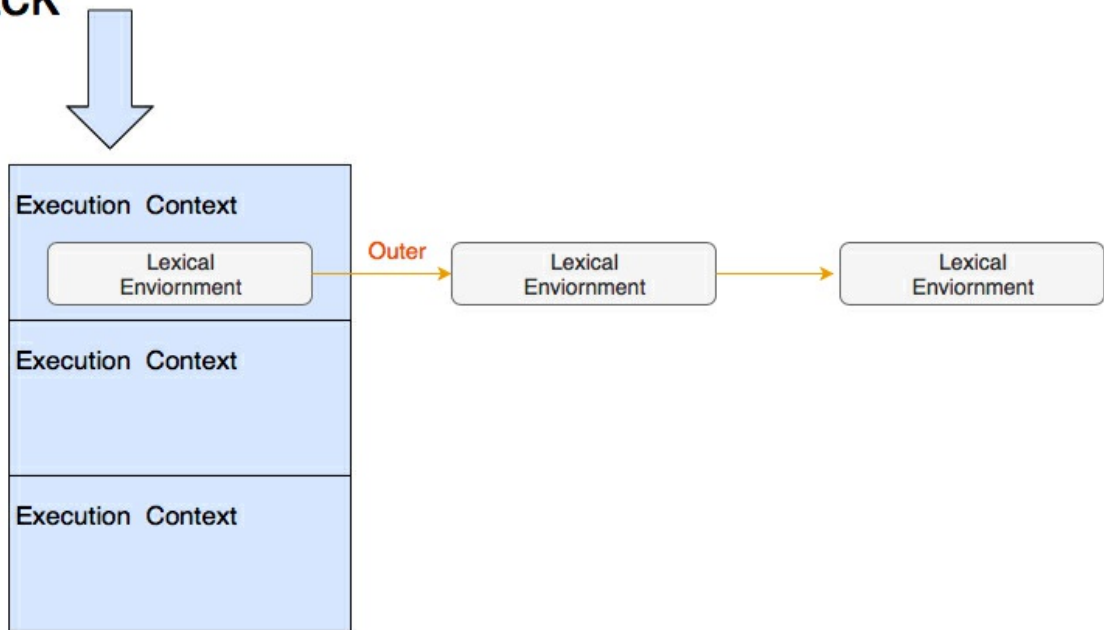 Execution Context
Outer
Lexical
Enviornment
Lexical
Enviornment
Lexical
Enviornment
Execution Context
Execution Context